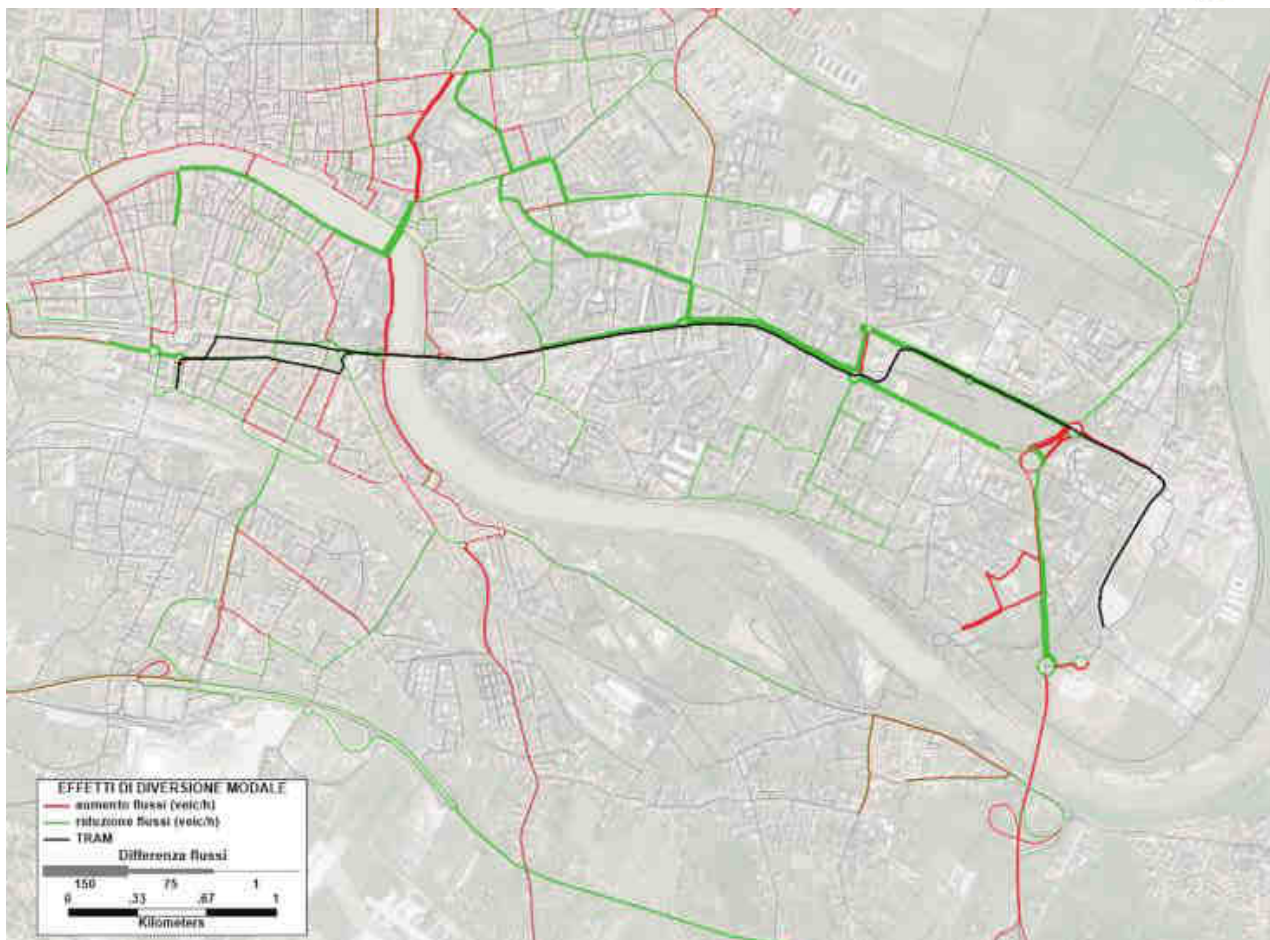 EFFETTI DI DIVERSIONE MODALE
aumento flussi (veic/h)
riduzione flussi (veic/h)
TRAM
Differenza flussi
150 75 1
0 .33 .67 1
Kilometers